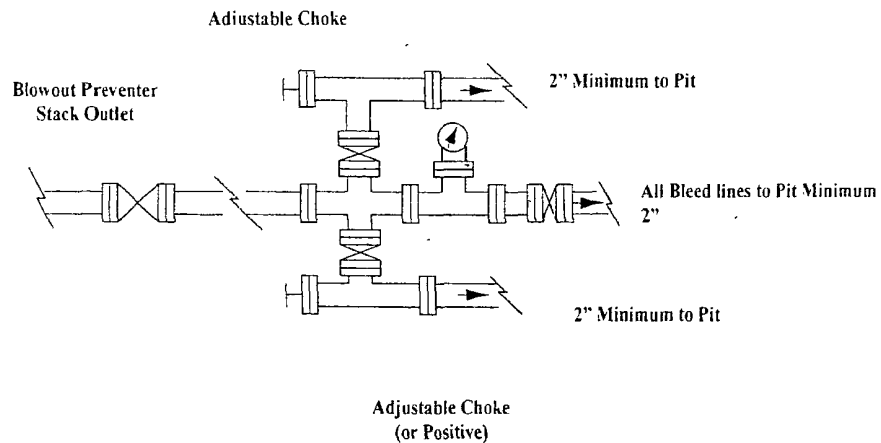 Adiustable Choke
2” Minimum to Pit
Blowout Preventer
Stack Outlet
All Bleed lines to Pit Minimum
2”
2” Minimum to Pit
Adjustable Choke
(or Positive)